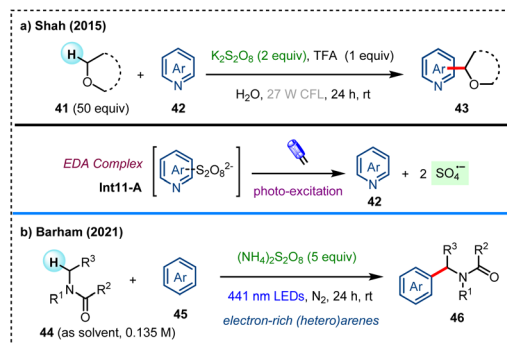 a) Shah (2015)
H
O
41 (50 equiv)
+
Ar
N
42
K2S2O8 (2 equiv), TFA (1 equiv)
H2O, 27 W CFL, 24 h, rt
Ar
N
O
43
EDA Complex
Int11-A
Ar
N
S2O8 2-
photo-excitation
Ar
N
42
+ 2 SO4•−
b) Barham (2021)
H
R3
R1 N R2
O
44 (as solvent, 0.135 M)
+
Ar
45
(NH4)2S2O8 (5 equiv)
441 nm LEDs, N2, 24 h, rt
electron-rich (hetero)arenes
R3 R2
Ar N O
R1
46